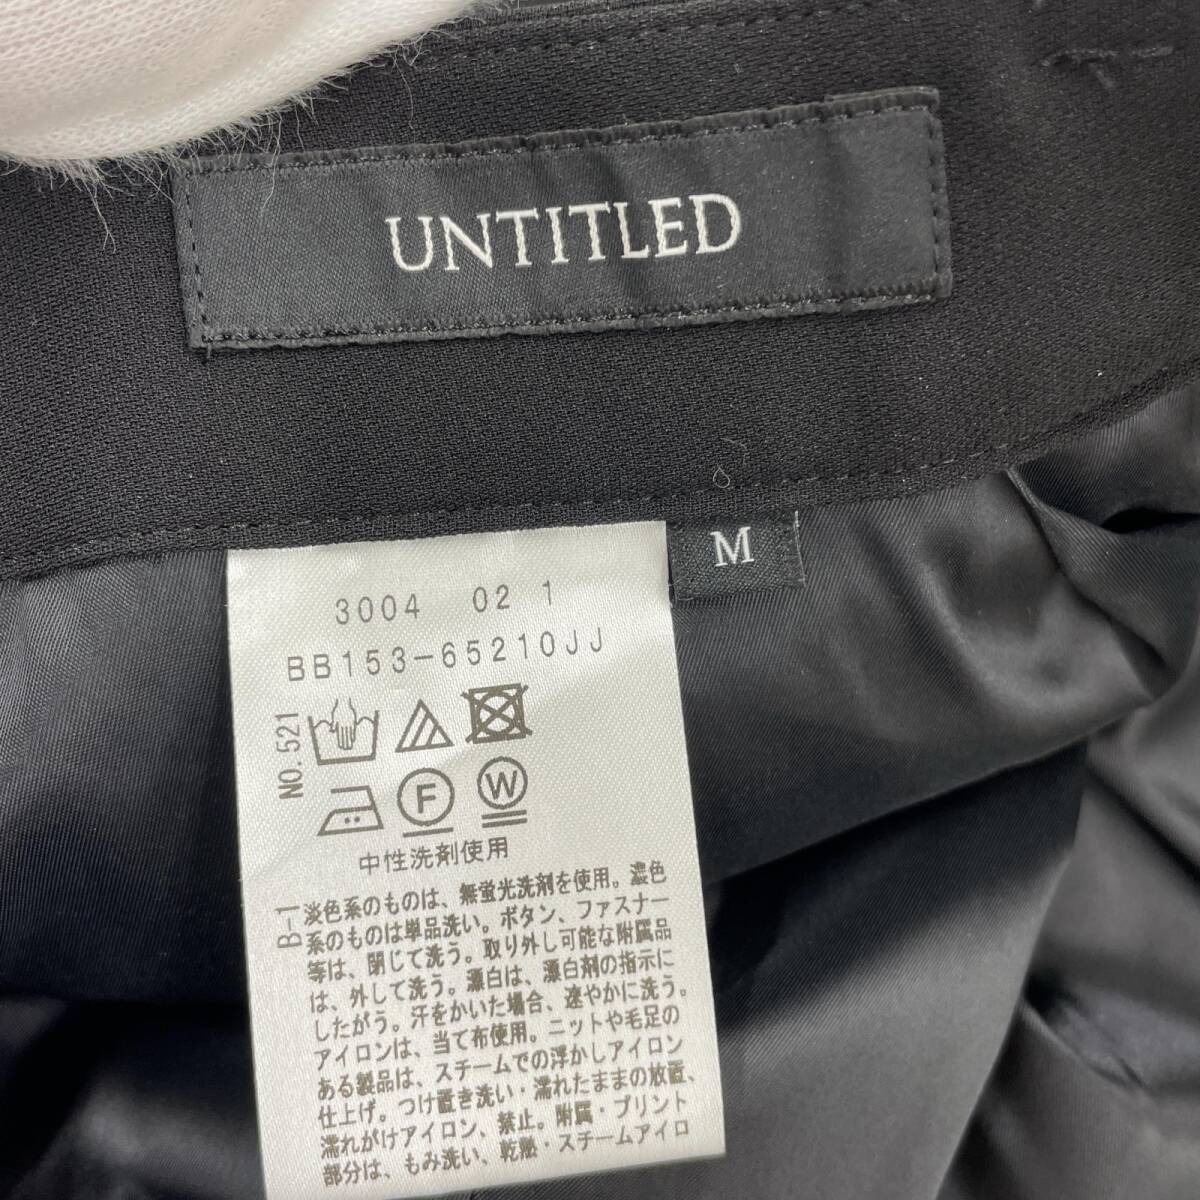 UNTITLED
M
3004 02 1
BB153-65210JJ
NO.521
F
W
中性洗剤使用
B-1
淡色系のものは、無蛍光洗剤を使用。濃色
系のものは単品洗い。ボタン、ファスナー
等は、閉じて洗う。取り外し可能な附属品
は、外して洗う。漂白は、漂白剤の指示に
したがう。汗をかいた場合、速やかに洗う。
アイロンは、当て布使用。ニットや毛足の
ある製品は、スチームでの浮かしアイロン
仕上げ。つけ置き洗い・濡れたままの放置、
濡れがけアイロン、禁止。附属・プリント
部分は、もみ洗い、乾熱・スチームアイロ